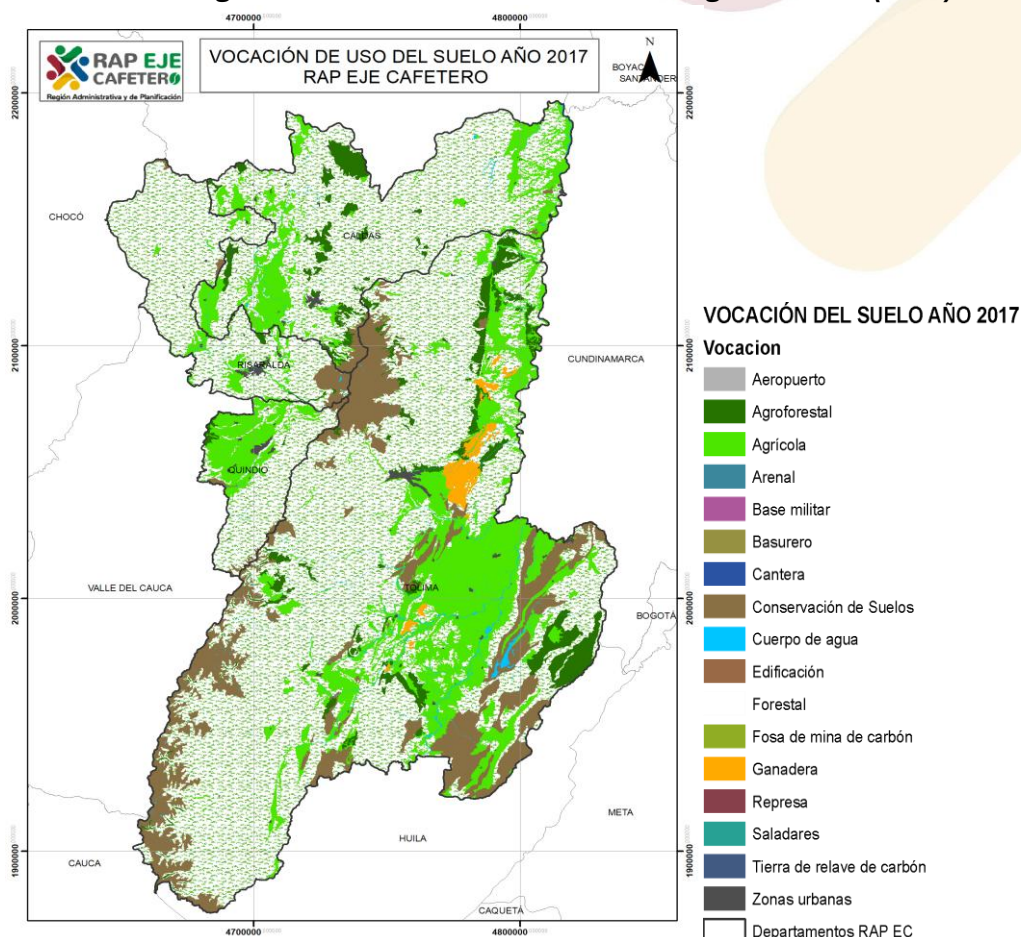 4700000
4800000
RAP EJE
CAFETERO
Región Administrativa y de Planificación
VOCACIÓN DE USO DEL SUELO AÑO 2017
RAP EJE CAFETERO
N
SANTANDER
2200000
2200000
CHOCÓ
CALDAS
2100000
2100000
RISARALDA
CUNDINAMARCA
QUINDIO
VALLE DEL CAUCA
TOLIMA
2000000
2000000
BOGOTÁ
META
HUILA
1900000
1900000
CAUCA
CAQUETÁ
4700000
4800000
VOCACIÓN DEL SUELO AÑO 2017
Vocacion
Aeropuerto
Agroforestal
Agrícola
Arenal
Base militar
Basurero
Cantera
Conservación de Suelos
Cuerpo de agua
Edificación
Forestal
Fosa de mina de carbón
Ganadera
Represa
Saladares
Tierra de relave de carbón
Zonas urbanas
Departamentos RAP EC